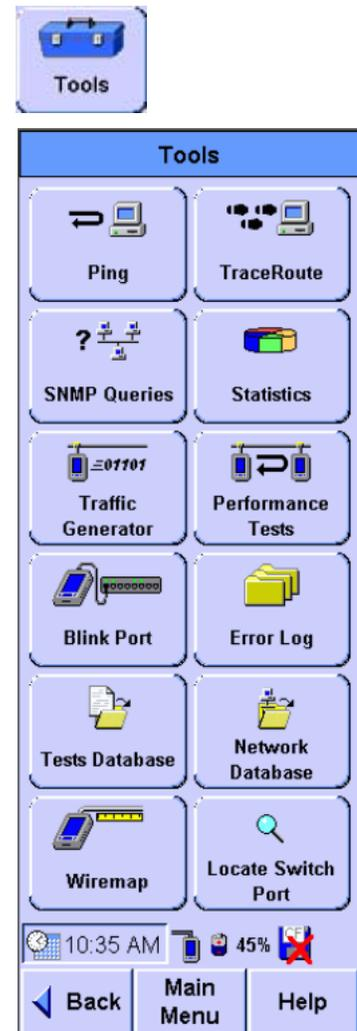 Tools
Tools
Ping
TraceRoute
?
SNMP Queries
Statistics
01101
Traffic
Generator
Performance
Tests
Blink Port
Error Log
Tests Database
Network
Database
Wiremap
Locate Switch
Port
10:35 AM
45%
CF
Back
Main
Menu
Help